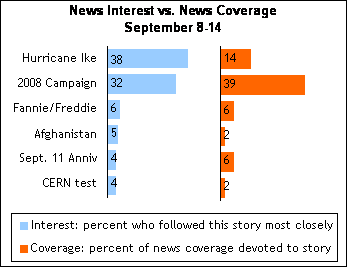 News Interest vs. News Coverage
September 8-14
Hurricane Ike 38 14
2008 Campaign 32 39
Fannie/Freddie 6 6
Afghanistan 5 2
Sept. 11 Anniv 4 6
CERN test 4 2
Interest: percent who followed this story most closely
Coverage: percent of news coverage devoted to story